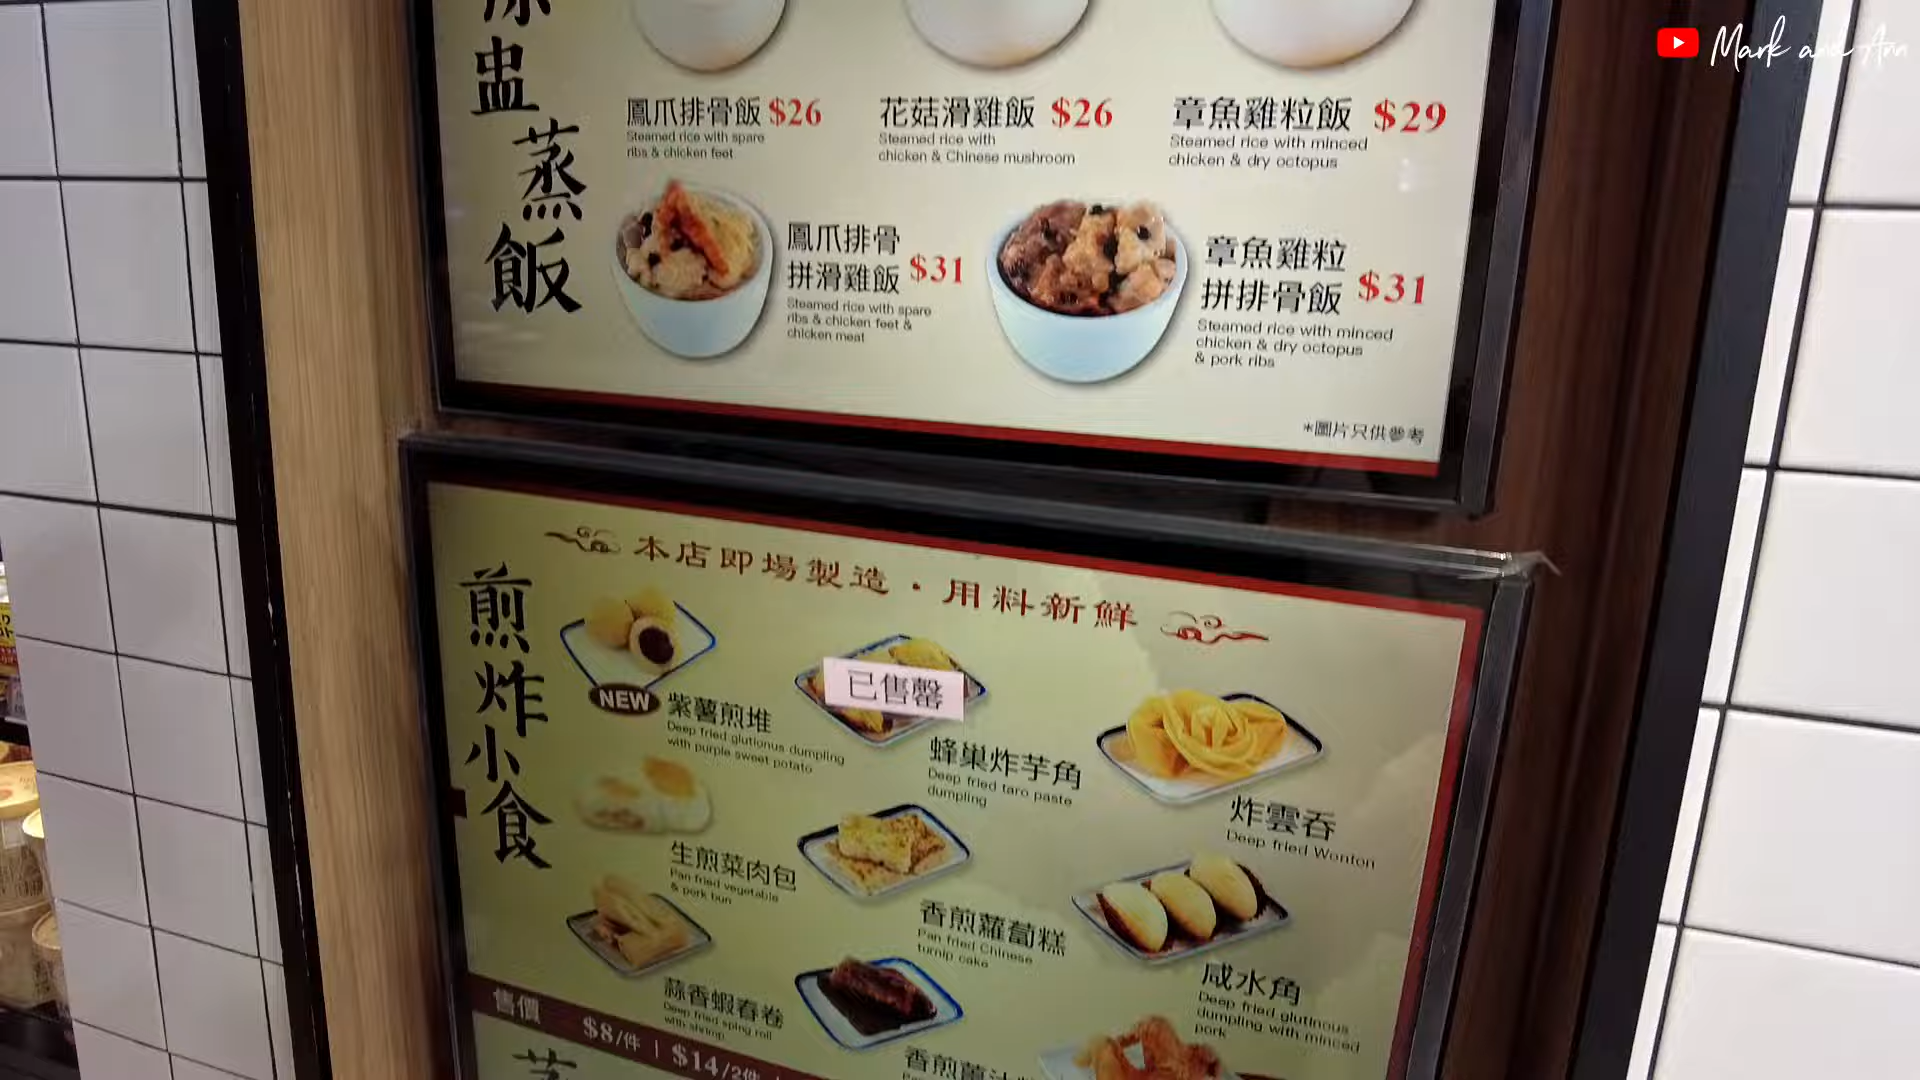 Mark and Ann
盅蒸飯
鳳爪排骨飯 $26
Steamed rice with spare
ribs & chicken feet
花菇滑雞飯 $26
Steamed rice with
chicken & Chinese mushroom
章魚雞粒飯 $29
Steamed rice with minced
chicken & dry octopus
鳳爪排骨
拼滑雞飯 $31
Steamed rice with spare
ribs & chicken feet &
chicken meat
章魚雞粒
拼排骨飯 $31
Steamed rice with minced
chicken & dry octopus
& pork ribs
*圖片只供參考
本店即場製造・用料新鮮
煎炸小食
NEW
紫薯煎堆
Deep fried glutionus dumpling
with purple sweet potato
已售罄
蜂巢炸芋角
Deep fried taro paste
dumpling
炸雲吞
Deep fried Wonton
生煎菜肉包
Pan fried vegetable
& pork bun
香煎蘿蔔糕
Pan fried Chinese
turnip cake
咸水角
Deep fried glutinous
dumpling with minced
pork
蒜香蝦春卷
Deep fried sping roll
with shrimp
香煎薑汁
售價 $8/件 | $14/2件